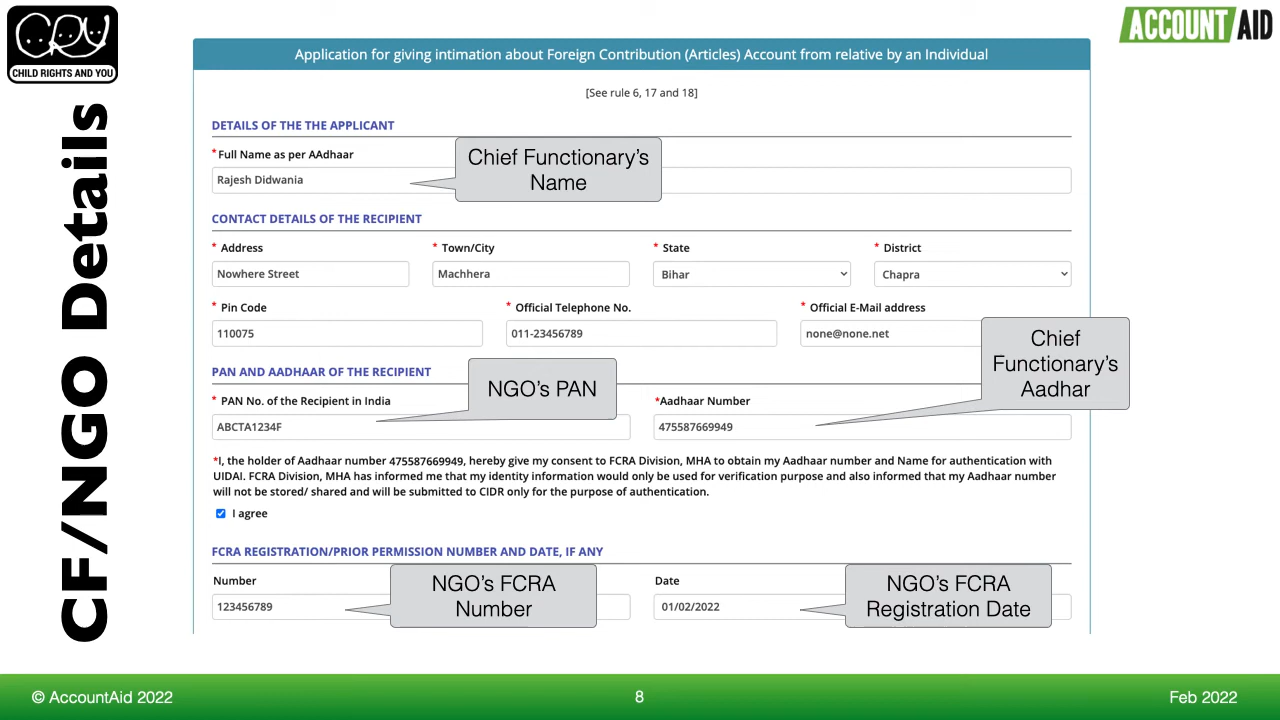 CRY
CHILD RIGHTS AND YOU
ACCOUNT AID
CF/NGO Details
Application for giving intimation about Foreign Contribution (Articles) Account from relative by an Individual
[See rule 6, 17 and 18]
DETAILS OF THE THE APPLICANT
*Full Name as per AAdhaar
Rajesh Didwania
Chief Functionary's
Name
CONTACT DETAILS OF THE RECIPIENT
* Address
* Town/City
* State
* District
Nowhere Street
Machhera
Bihar
Chapra
* Pin Code
* Official Telephone No.
* Official E-Mail address
110075
011-23456789
none@none.net
Chief
Functionary's
Aadhar
PAN AND AADHAAR OF THE RECIPIENT
NGO's PAN
* PAN No. of the Recipient in India
*Aadhaar Number
ABCTA1234F
475587669949
*I, the holder of Aadhaar number 475587669949, hereby give my consent to FCRA Division, MHA to obtain my Aadhaar number and Name for authentication with
UIDAI. FCRA Division, MHA has informed me that my identity information would only be used for verification purpose and also informed that my Aadhaar number
will not be stored/ shared and will be submitted to CIDR only for the purpose of authentication.
I agree
FCRA REGISTRATION/PRIOR PERMISSION NUMBER AND DATE, IF ANY
Number
Date
123456789
01/02/2022
NGO's FCRA
Number
NGO's FCRA
Registration Date
© AccountAid 2022
8
Feb 2022